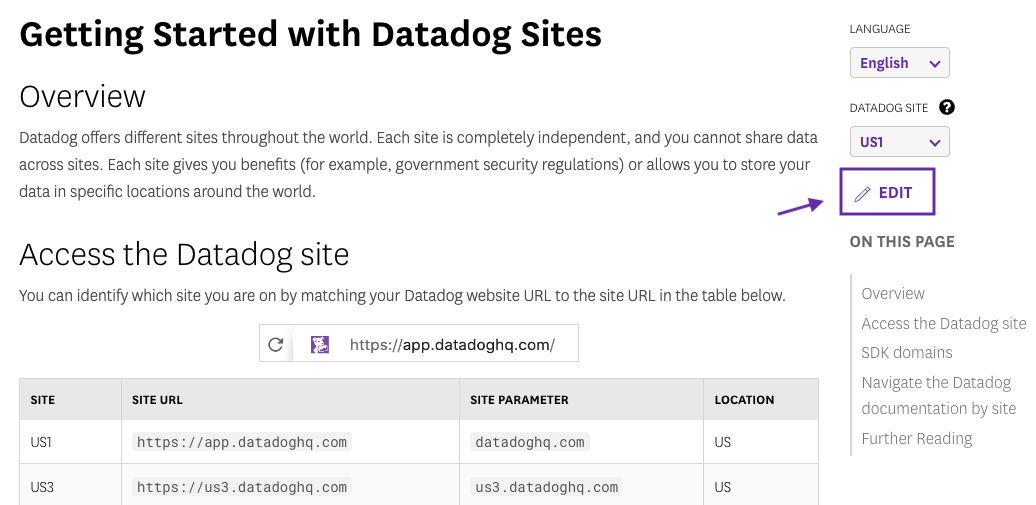 Getting Started with Datadog Sites
Overview
Datadog offers different sites throughout the world. Each site is completely independent, and you cannot share data
across sites. Each site gives you benefits (for example, government security regulations) or allows you to store your
data in specific locations around the world.
Access the Datadog site
You can identify which site you are on by matching your Datadog website URL to the site URL in the table below.
https://app.datadoghq.com/
SITE SITE URL SITE PARAMETER LOCATION
US1 https://app.datadoghq.com datadoghq.com US
US3 https://us3.datadoghq.com us3.datadoghq.com US
LANGUAGE
English
DATADOG SITE ?
US1
EDIT
ON THIS PAGE
Overview
Access the Datadog site
SDK domains
Navigate the Datadog
documentation by site
Further Reading